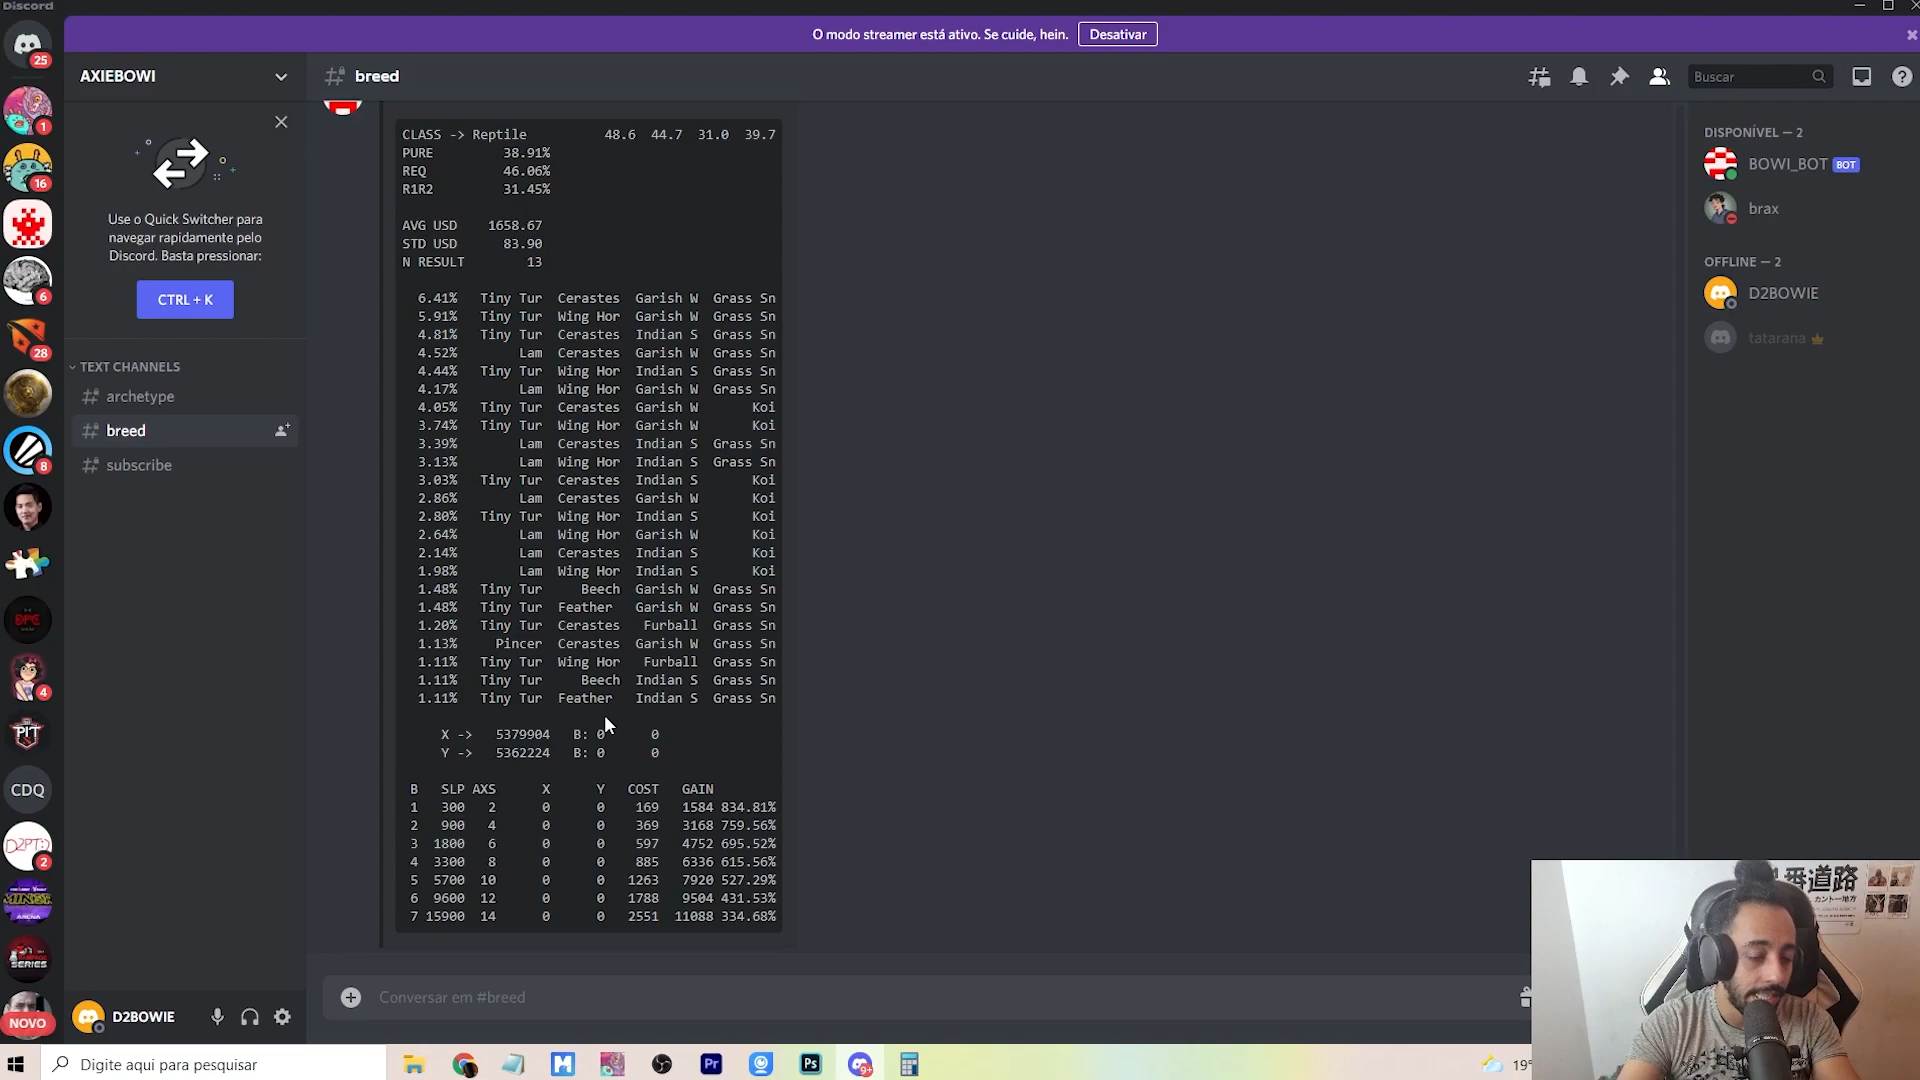 Discord
O modo streamer está ativo. Se cuide, hein. Desativar
25
AXIEBOWI
breed
Buscar
1
16
6
28
8
4
CDQ
2
NOVO
Use o Quick Switcher para
navegar rapidamente pelo
Discord. Basta pressionar:
CTRL + K
TEXT CHANNELS
archetype
breed
subscribe
D2BOWIE
CLASS -> Reptile 48.6 44.7 31.0 39.7
PURE 38.91%
REQ 46.06%
R1R2 31.45%
AVG USD 1658.67
STD USD 83.90
N RESULT 13
6.41% Tiny Tur Cerastes Garish W Grass Sn
5.91% Tiny Tur Wing Hor Garish W Grass Sn
4.81% Tiny Tur Cerastes Indian S Grass Sn
4.52% Lam Cerastes Garish W Grass Sn
4.44% Tiny Tur Wing Hor Indian S Grass Sn
4.17% Lam Wing Hor Garish W Grass Sn
4.05% Tiny Tur Cerastes Garish W Koi
3.74% Tiny Tur Wing Hor Garish W Koi
3.39% Lam Cerastes Indian S Grass Sn
3.13% Lam Wing Hor Indian S Grass Sn
3.03% Tiny Tur Cerastes Indian S Koi
2.86% Lam Cerastes Garish W Koi
2.80% Tiny Tur Wing Hor Indian S Koi
2.64% Lam Wing Hor Garish W Koi
2.14% Lam Cerastes Indian S Koi
1.98% Lam Wing Hor Indian S Koi
1.48% Tiny Tur Beech Garish W Grass Sn
1.48% Tiny Tur Feather Garish W Grass Sn
1.20% Tiny Tur Cerastes Furball Grass Sn
1.13% Pincer Cerastes Garish W Grass Sn
1.11% Tiny Tur Wing Hor Furball Grass Sn
1.11% Tiny Tur Beech Indian S Grass Sn
1.11% Tiny Tur Feather Indian S Grass Sn
X -> 5379904 B: 0 0
Y -> 5362224 B: 0 0
B SLP AXS X Y COST GAIN
1 300 2 0 0 169 1584 834.81%
2 900 4 0 0 369 3168 759.56%
3 1800 6 0 0 597 4752 695.52%
4 3300 8 0 0 885 6336 615.56%
5 5700 10 0 0 1263 7920 527.29%
6 9600 12 0 0 1788 9504 431.53%
7 15900 14 0 0 2551 11088 334.68%
Conversar em #breed
DISPONÍVEL — 2
BOWI_BOT BOT
brax
OFFLINE — 2
D2BOWIE
tatarana
番道路
Digite aqui para pesquisar
Pr
Ps
9+
19°